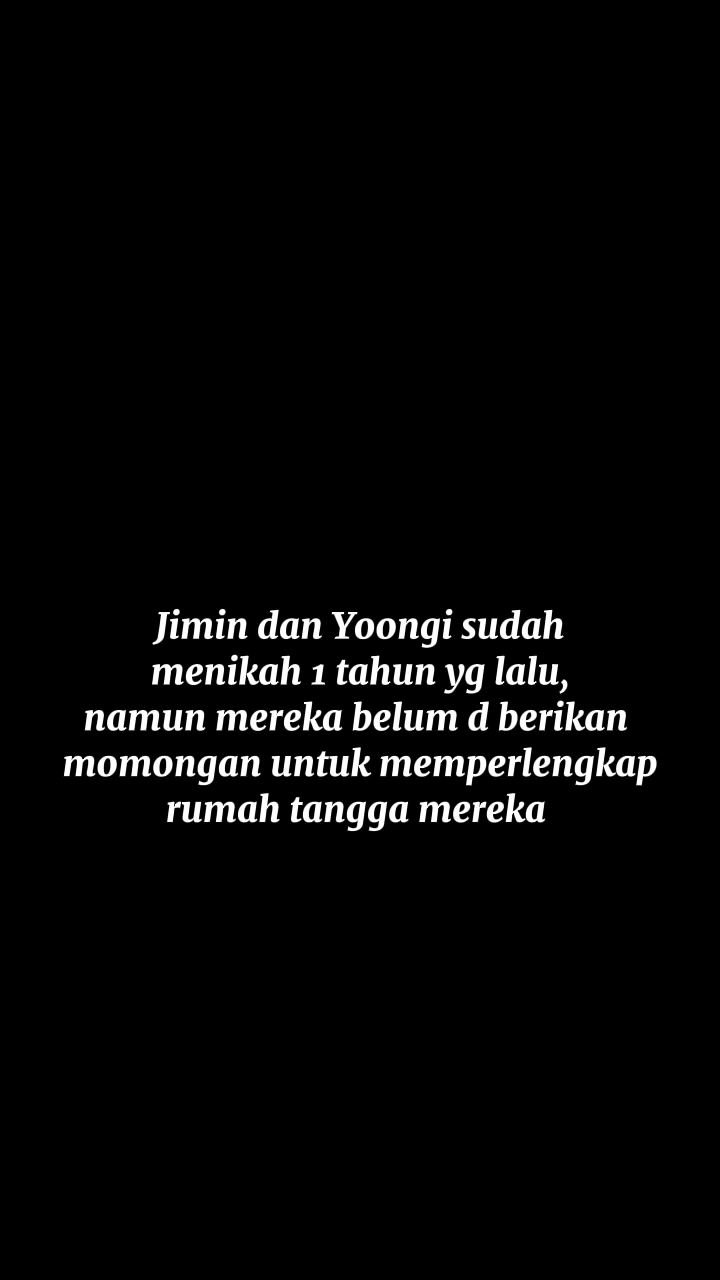 Jimin dan Yoongi sudah
menikah 1 tahun yg lalu,
namun mereka belum d berikan
momongan untuk memperlengkap
rumah tangga mereka